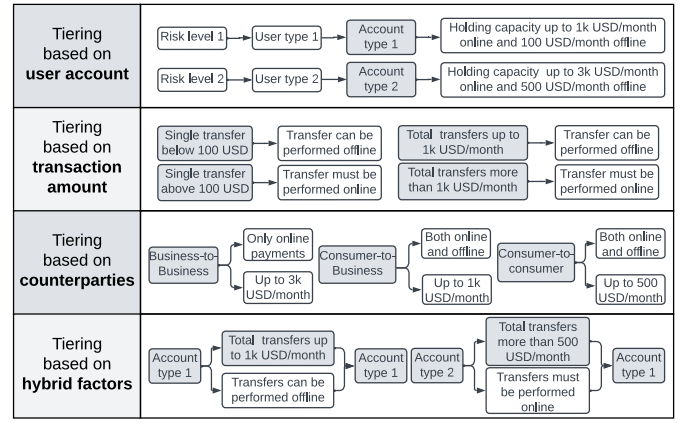 Tiering
based on
user account
Risk level 1
User type 1
Account
type 1
Holding capacity up to 1k USD/month
online and 100 USD/month offline
Risk level 2
User type 2
Account
type 2
Holding capacity up to 3k USD/month
online and 500 USD/month offline
Tiering
based on
transaction
amount
Single transfer
below 100 USD
Transfer can be
performed offline
Total transfers up to
1k USD/month
Transfer can be
performed offline
Single transfer
above 100 USD
Transfer must be
performed online
Total transfers more
than 1k USD/month
Transfer must be
performed online
Tiering
based on
counterparties
Business-to-
Business
Only online
payments
Up to 3k
USD/month
Consumer-to-
Business
Both online
and offline
Up to 1k
USD/month
Consumer-to-
consumer
Both online
and offline
Up to 500
USD/month
Tiering
based on
hybrid factors
Account
type 1
Total transfers up
to 1k USD/month
Transfers can be
performed offline
Account
type 1
Account
type 2
Total transfers
more than 500
USD/month
Transfers must
be performed
online
Account
type 1